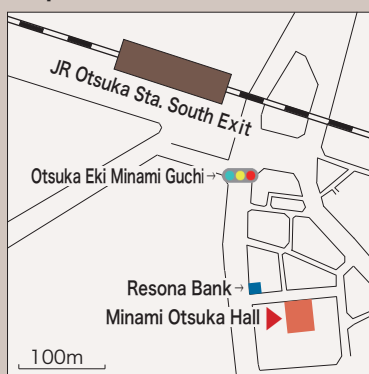 JR Otsuka Sta. South Exit
Otsuka Eki Minami Guchi→
Resona Bank→
Minami Otsuka Hall
100m